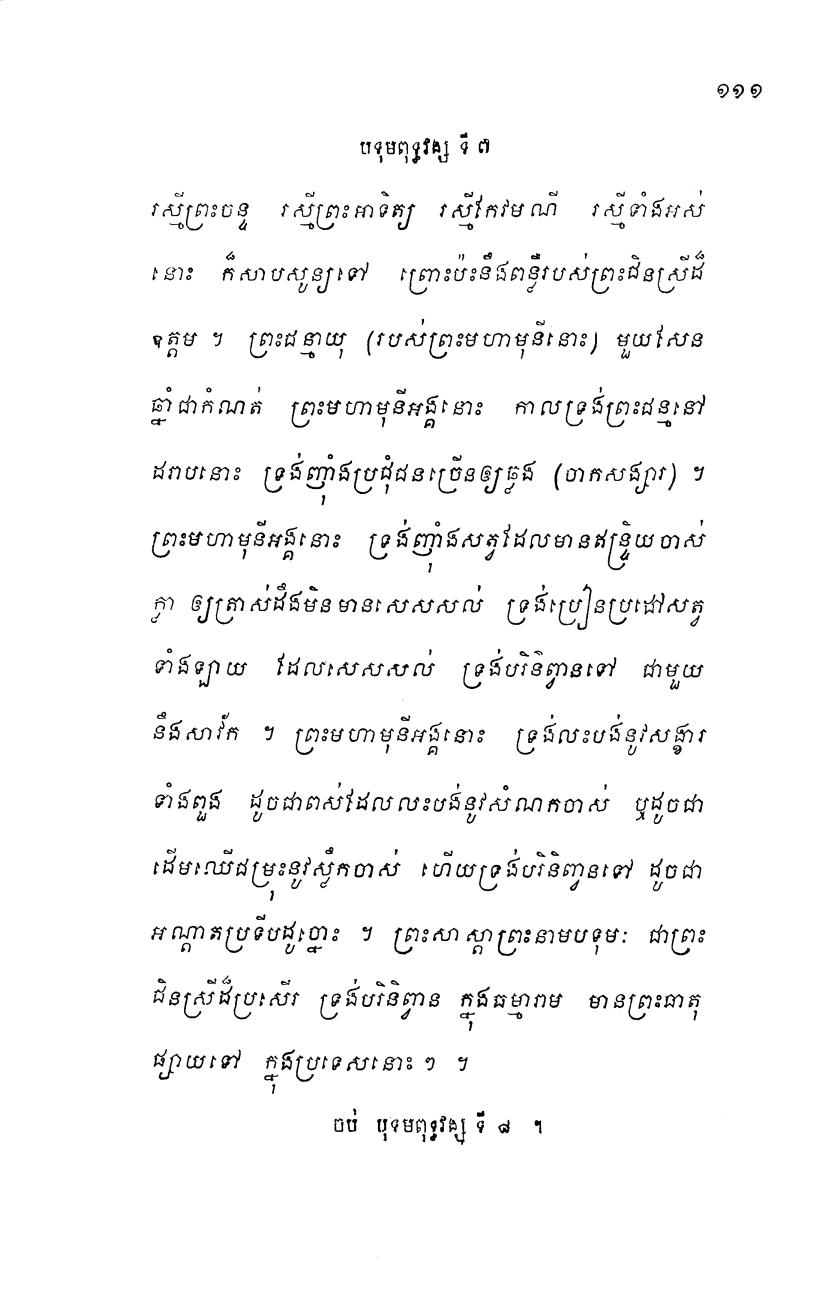 ១១១
បទុមពុទ្ធវង្ស ទី ៧
រស្មីព្រះចន្ទ រស្មីព្រះអាទិត្យ រស្មីកែវមណី រស្មីទាំងអស់
នោះ ក៏សាបសូន្យទៅ ព្រោះប៉ះនឹងពន្លឺរបស់ព្រះជិនស្រីដ៏
ឧត្តម ។ ព្រះជន្មាយុ (របស់ព្រះមហាមុនីនោះ) មួយសែន
ឆ្នាំជាកំណត់ ព្រះមហាមុនីអង្គនោះ កាលទ្រង់ព្រះជន្មនៅ
ដរាបនោះ ទ្រង់ញុំាងប្រជុំជនច្រើនឲ្យឆ្លង (ចាកសង្សារ) ។
ព្រះមហាមុនីអង្គនោះ ទ្រង់ញុំាងសត្វដែលមានឥន្ទ្រិយចាស់
ក្លា ឲ្យត្រាស់ដឹងមិនមានសេសសល់ ទ្រង់ប្រៀនប្រដៅសត្វ
ទាំងឡាយ ដែលសេសសល់ ទ្រង់បរិនិព្វានទៅ ជាមួយ
នឹងសាវ័ក ។ ព្រះមហាមុនីអង្គនោះ ទ្រង់លះបង់នូវសង្ខារ
ទាំងពួង ដូចជាពស់ដែលលះបង់នូវសំណកចាស់ ឬដូចជា
ដើមឈើជម្រុះនូវស្លឹកចាស់ ហើយទ្រង់បរិនិញ្វនទៅ ដូចជា
អណ្តាតប្រទីបដូច្នោះ ។ ព្រះសាស្តាព្រះនាមបទុមៈ ជាព្រះ
ជិនស្រីដ៏ប្រសើរ ទ្រង់បរិនិព្វាន ក្នុងធម្មារាម មានព្រះធាតុ
ផ្សាយទៅ ក្នុងប្រទេសនោះ ៗ ។
ចប់ បុទមពុទ្ធវង្ស ទី ៨ ។